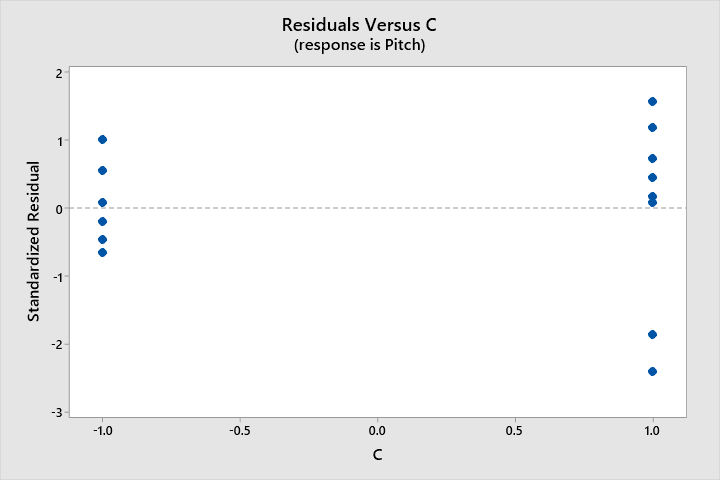 Residuals Versus C
(response is Pitch)
Standardized Residual
2
1
0
-1
-2
-3
-1.0 -0.5 0.0 0.5 1.0
C